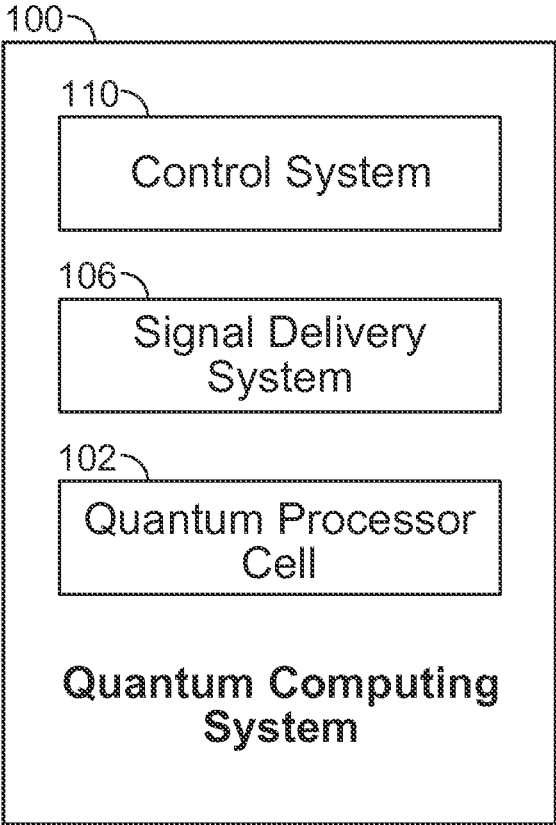 100
110
Control System
106
Signal Delivery
System
102
Quantum Processor
Cell
Quantum Computing
System